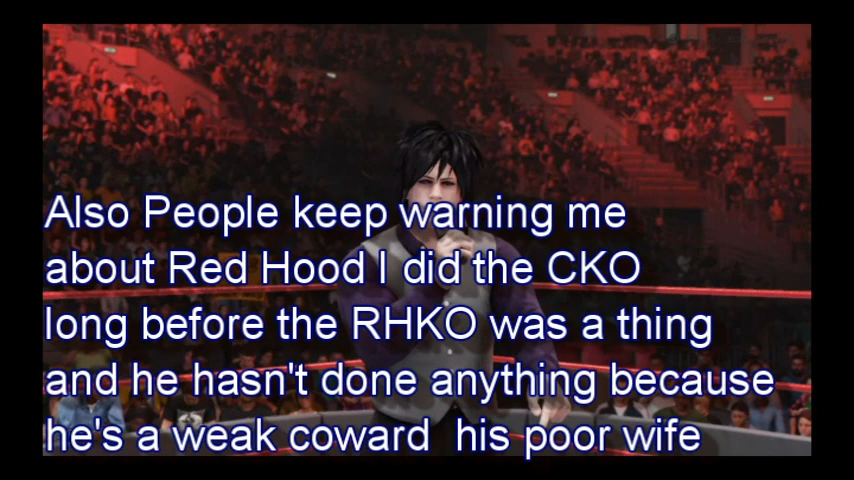 Also People keep warning me
about Red Hood I did the CKO
long before the RHKO was a thing
and he hasn't done anything because
he's a weak coward  his poor wife